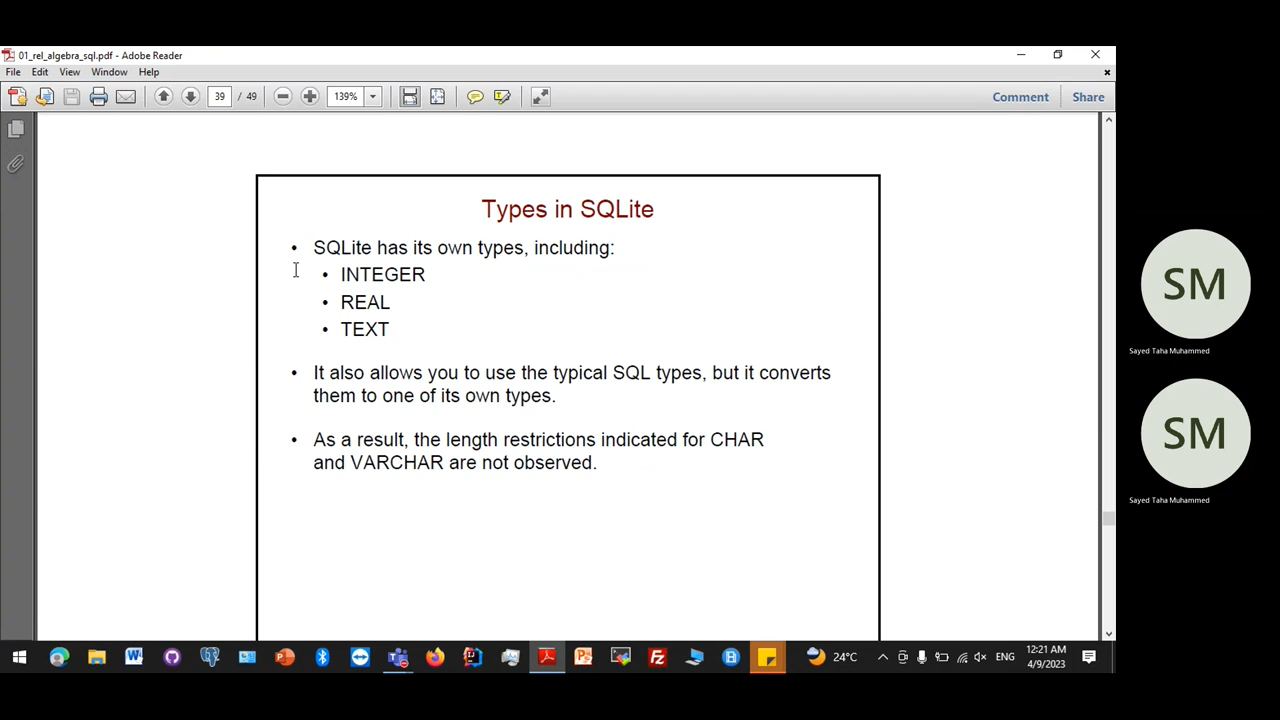 01_rel_algebra_sql.pdf - Adobe Reader
File Edit View Window Help
39 / 49 139% Comment Share
Types in SQLite
• SQLite has its own types, including:
• INTEGER
• REAL
• TEXT
• It also allows you to use the typical SQL types, but it converts
them to one of its own types.
• As a result, the length restrictions indicated for CHAR
and VARCHAR are not observed.
SM
Sayed Taha Muhammed
SM
Sayed Taha Muhammed
24°C ENG 12:21 AM
4/9/2023